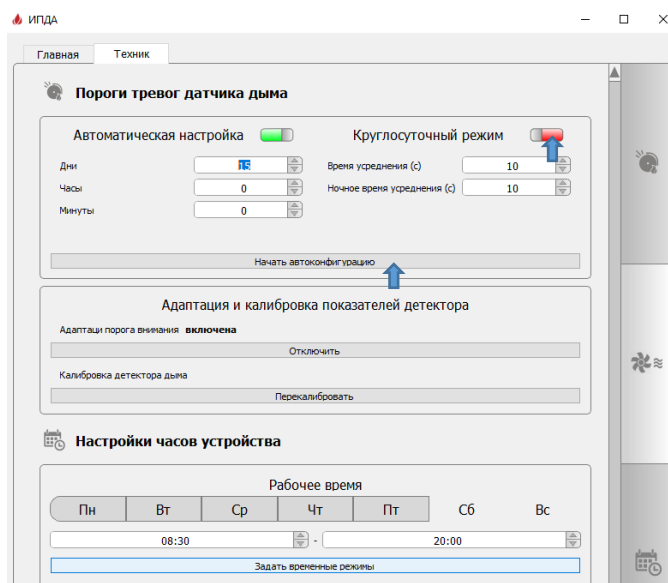 ИПДА
Главная Техник
Пороги тревог датчика дыма
Автоматическая настройка Круглосуточный режим
Дни 15 Время усреднения (с) 10
Часы 0 Ночное время усреднения (с) 10
Минуты 0
Начать автоконфигурацию
Адаптация и калибровка показателей детектора
Адаптаци порога внимания включена
Отключить
Калибровка детектора дыма
Перекалибровать
Настройки часов устройства
Рабочее время
Пн Вт Ср Чт Пт Сб Вс
08:30 - 20:00
Задать временные режимы